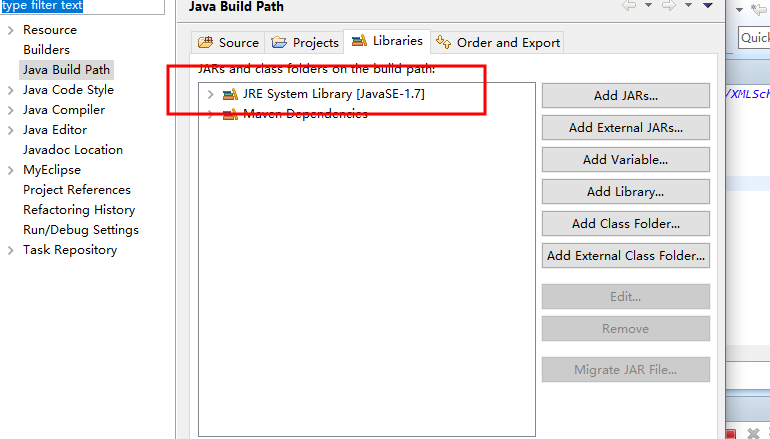 type filter text
Resource
Builders
Java Build Path
Java Code Style
Java Compiler
Java Editor
Javadoc Location
MyEclipse
Project References
Refactoring History
Run/Debug Settings
Task Repository
Java Build Path
Source
Projects
Libraries
Order and Export
JARs and class folders on the build path:
JRE System Library [JavaSE-1.7]
Maven Dependencies
Add JARs...
Add External JARs...
Add Variable...
Add Library...
Add Class Folder...
Add External Class Folder...
Edit...
Remove
Migrate JAR File...
Quick
/XMLSch